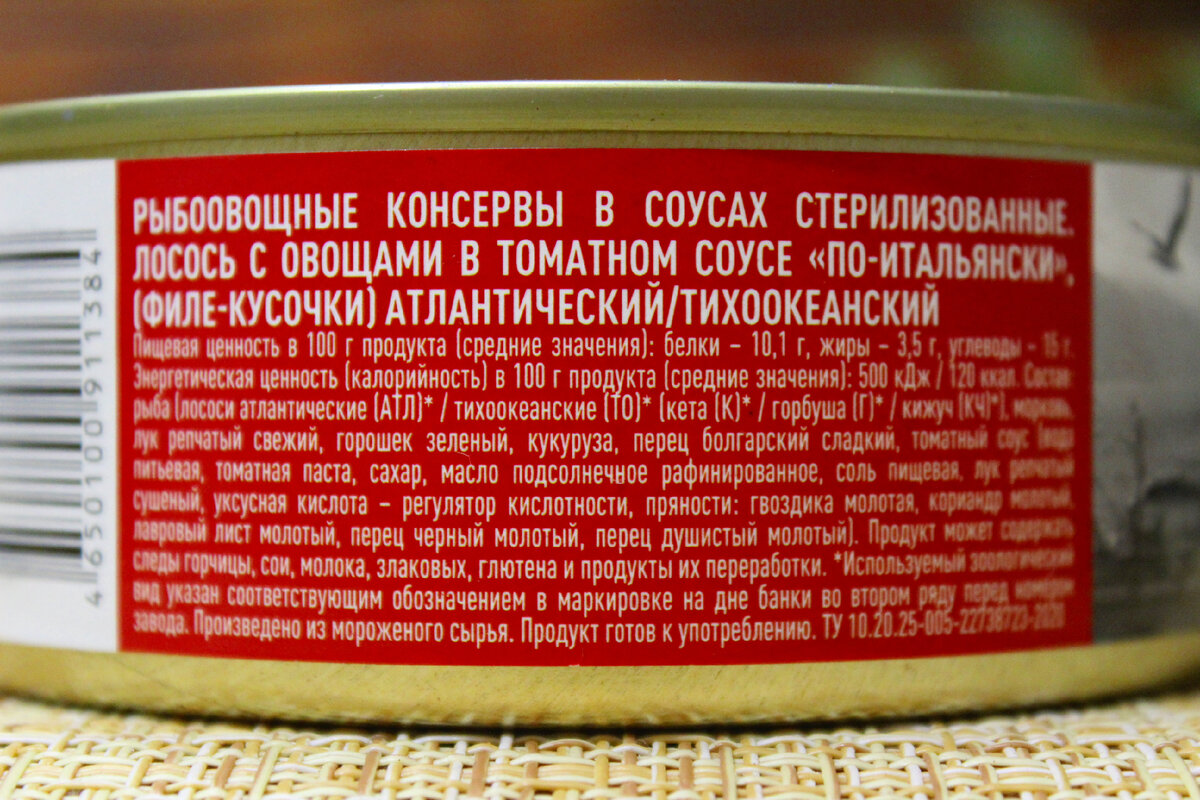 РЫБООВОЩНЫЕ КОНСЕРВЫ В СОУСАХ СТЕРИЛИЗОВАННЫЕ.
ЛОСОСЬ С ОВОЩАМИ В ТОМАТНОМ СОУСЕ «ПО-ИТАЛЬЯНСКИ»,
(ФИЛЕ-КУСОЧКИ) АТЛАНТИЧЕСКИЙ/ТИХООКЕАНСКИЙ
Пищевая ценность в 100 г продукта (средние значения): белки – 10,1 г, жиры – 3,5 г, углеводы –
Энергетическая ценность (калорийность) в 100 г продукта (средние значения): 500 кДж / 120 ккал. Состав:
рыба (лососи атлантические (АТЛ)* / тихоокеанские (ТО)* (кета (К)* / горбуша (Г)* / кижуч (КЧ)*), морковь,
лук репчатый свежий, горошек зеленый, кукуруза, перец болгарский сладкий, томатный соус (вода
питьевая, томатная паста, сахар, масло подсолнечное рафинированное, соль пищевая, лук репчатый
сушеный, уксусная кислота – регулятор кислотности, пряности: гвоздика молотая, кориандр молотый,
лавровый лист молотый, перец черный молотый, перец душистый молотый). Продукт может содержать
следы горчицы, сои, молока, злаковых, глютена и продукты их переработки. *Используемый зоологический
вид указан соответствующим обозначением в маркировке на дне банки во втором ряду перед номером
завода. Произведено из мороженого сырья. Продукт готов к употреблению. ТУ 10.20.25-005-22738723-2020
4650100911384